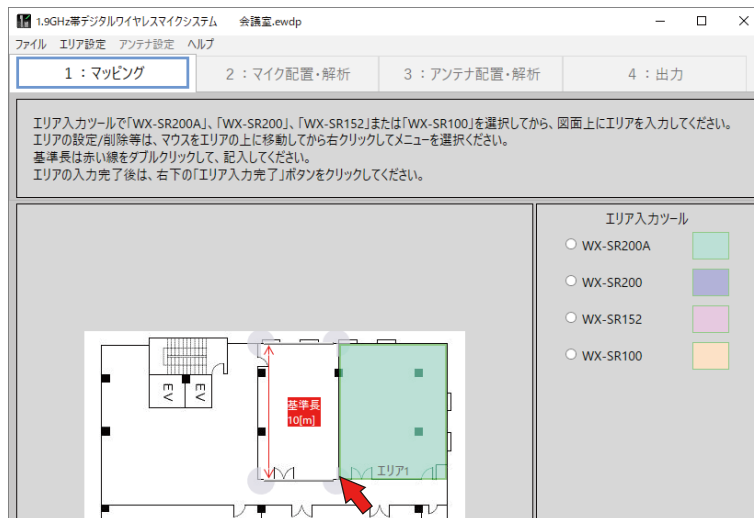 1.9GHz帯デジタルワイヤレスマイクシステム　会議室.ewdp
ファイル　エリア設定　アンテナ設定　ヘルプ
1：マッピング
2：マイク配置・解析
3：アンテナ配置・解析
4：出力
エリア入力ツールで「WX-SR200A」、「WX-SR200」、「WX-SR152」または「WX-SR100」を選択してから、図面上にエリアを入力してください。
エリアの設定/削除等は、マウスをエリアの上に移動してから右クリックしてメニューを選択ください。
基準長は赤い線をダブルクリックして、記入してください。
エリアの入力完了後は、右下の「エリア入力完了」ボタンをクリックしてください。
エリア入力ツール
WX-SR200A
WX-SR200
WX-SR152
WX-SR100
EV
EV
基準長
10[m]
エリア1